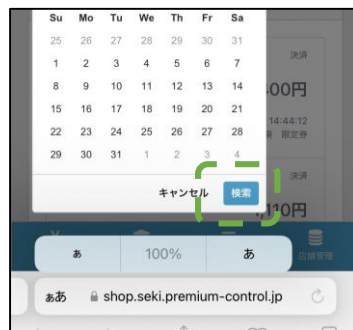 Su Mo Tu We Th Fr Sa
25 26 27 28 29 30 31
決済
1 2 3 4 5 6 7
8 9 10 11 12 13 14
400円
15 16 17 18 19 20 21
14:44:12
限定券
22 23 24 25 26 27 28
29 30 31 1 2 3 4
決済
キャンセル 検索
,110円
店舗管理
あ 100% あ
ああ shop.seki.premium-control.jp